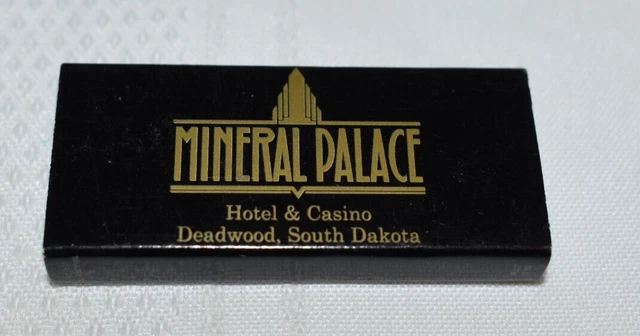 MINERAL PALACE
Hotel & Casino
Deadwood, South Dakota